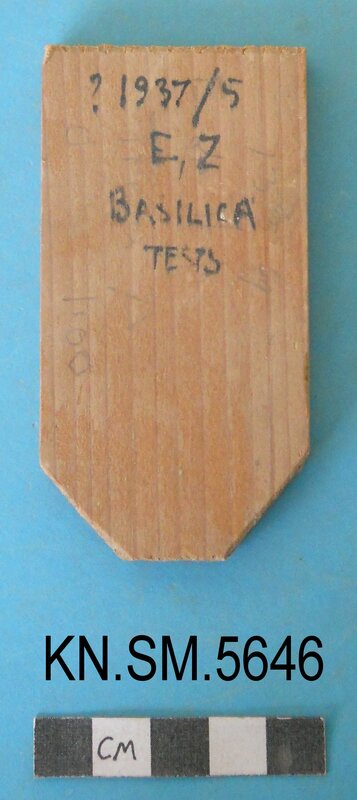 ? 1937/5
E, Z
BASILICA
TESTS
KN.SM.5646
CM